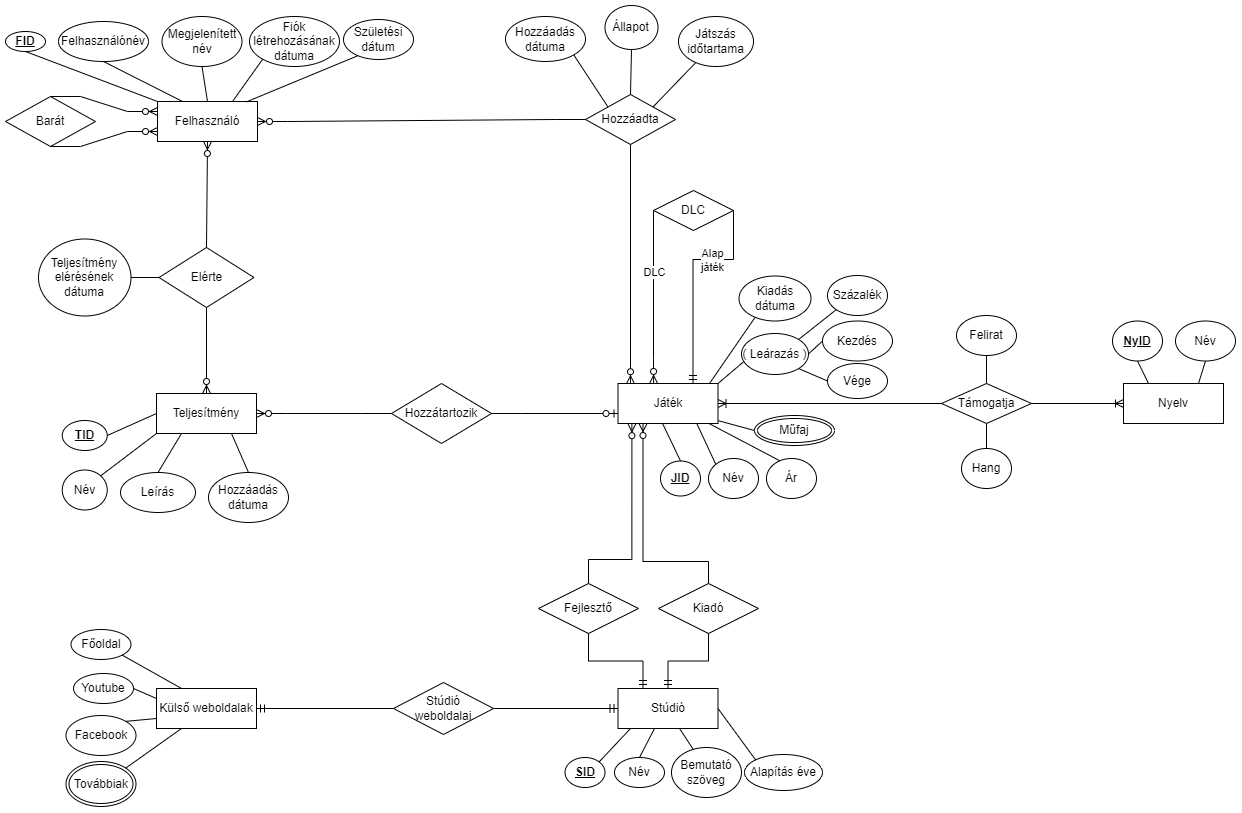 FID
Felhasználónév
Megjelenített
név
Fiók
létrehozásának
dátuma
Születési
dátum
Hozzáadás
dátuma
Állapot
Játszás
időtartama
Barát
Felhasználó
Hozzáadta
DLC
Alap
játék
DLC
Teljesítmény
elérésének
dátuma
Elérte
Kiadás
dátuma
Százalék
( Leárazás )
Kezdés
Vége
Felirat
NyID
Név
Teljesítmény
Hozzátartozik
Játék
Támogatja
Nyelv
TID
Név
Leírás
Hozzáadás
dátuma
Műfaj
JID
Név
Ár
Hang
Fejlesztő
Kiadó
Főoldal
Youtube
Külső weboldalak
Facebook
Továbbiak
Stúdió
weboldalai
Stúdió
SID
Név
Bemutató
szöveg
Alapítás éve